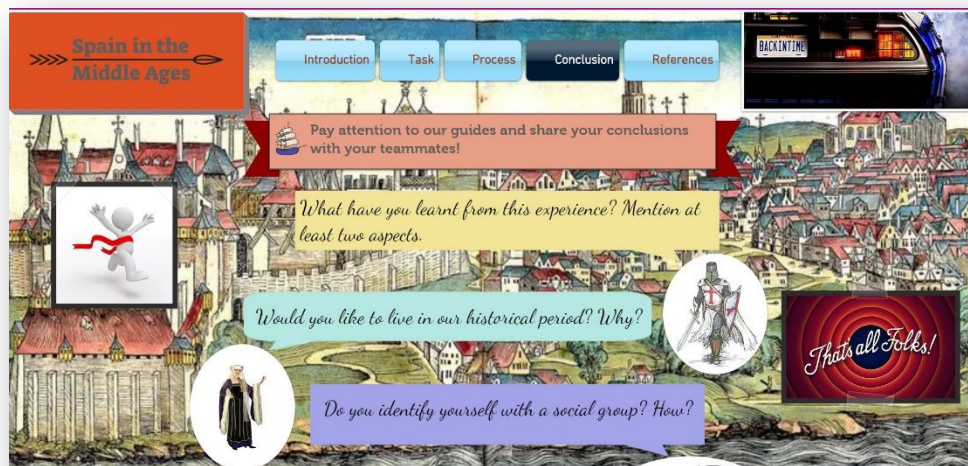 Spain in the
Middle Ages
Introduction
Task
Process
Conclusion
References
BACKINTIME
Pay attention to our guides and share your conclusions
with your teammates!
What have you learnt from this experience? Mention at
least two aspects.
Would you like to live in our historical period? Why?
That's all Folks!
Do you identify yourself with a social group? How?